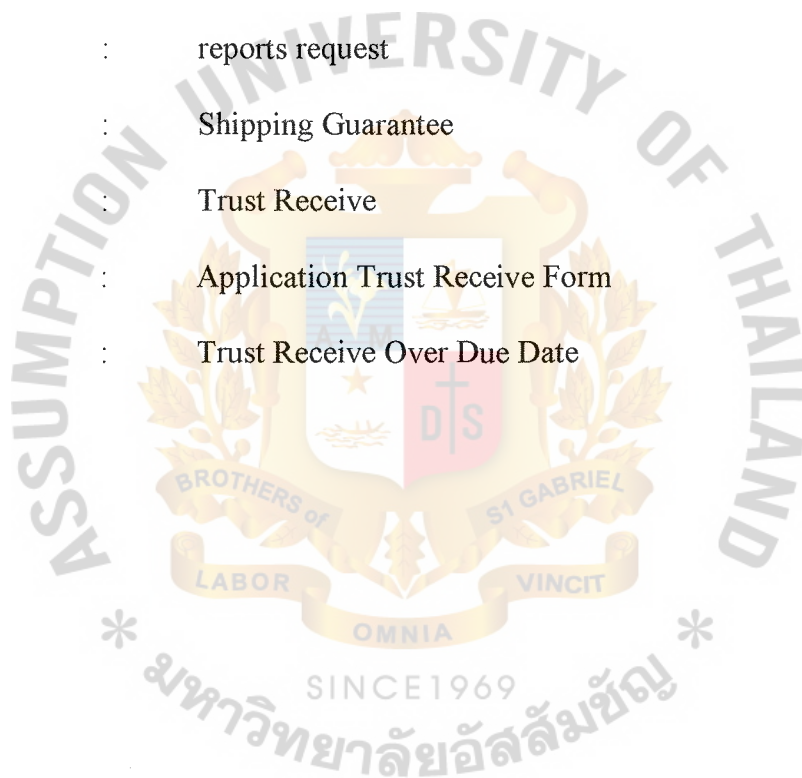 : reports request
: Shipping Guarantee
: Trust Receive
: Application Trust Receive Form
: Trust Receive Over Due Date
ASSUMPTION UNIVERSITY OF THAILAND
A M
D S
BROTHERS of
S1 GABRIEL
LABOR
VINCIT
OMNIA
* *
SINCE1969
มหาวิทยาลัยอัสสัมชัญ